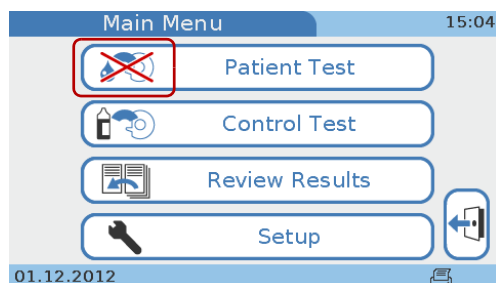 Main Menu 15:04
Patient Test
Control Test
Review Results
Setup
01.12.2012